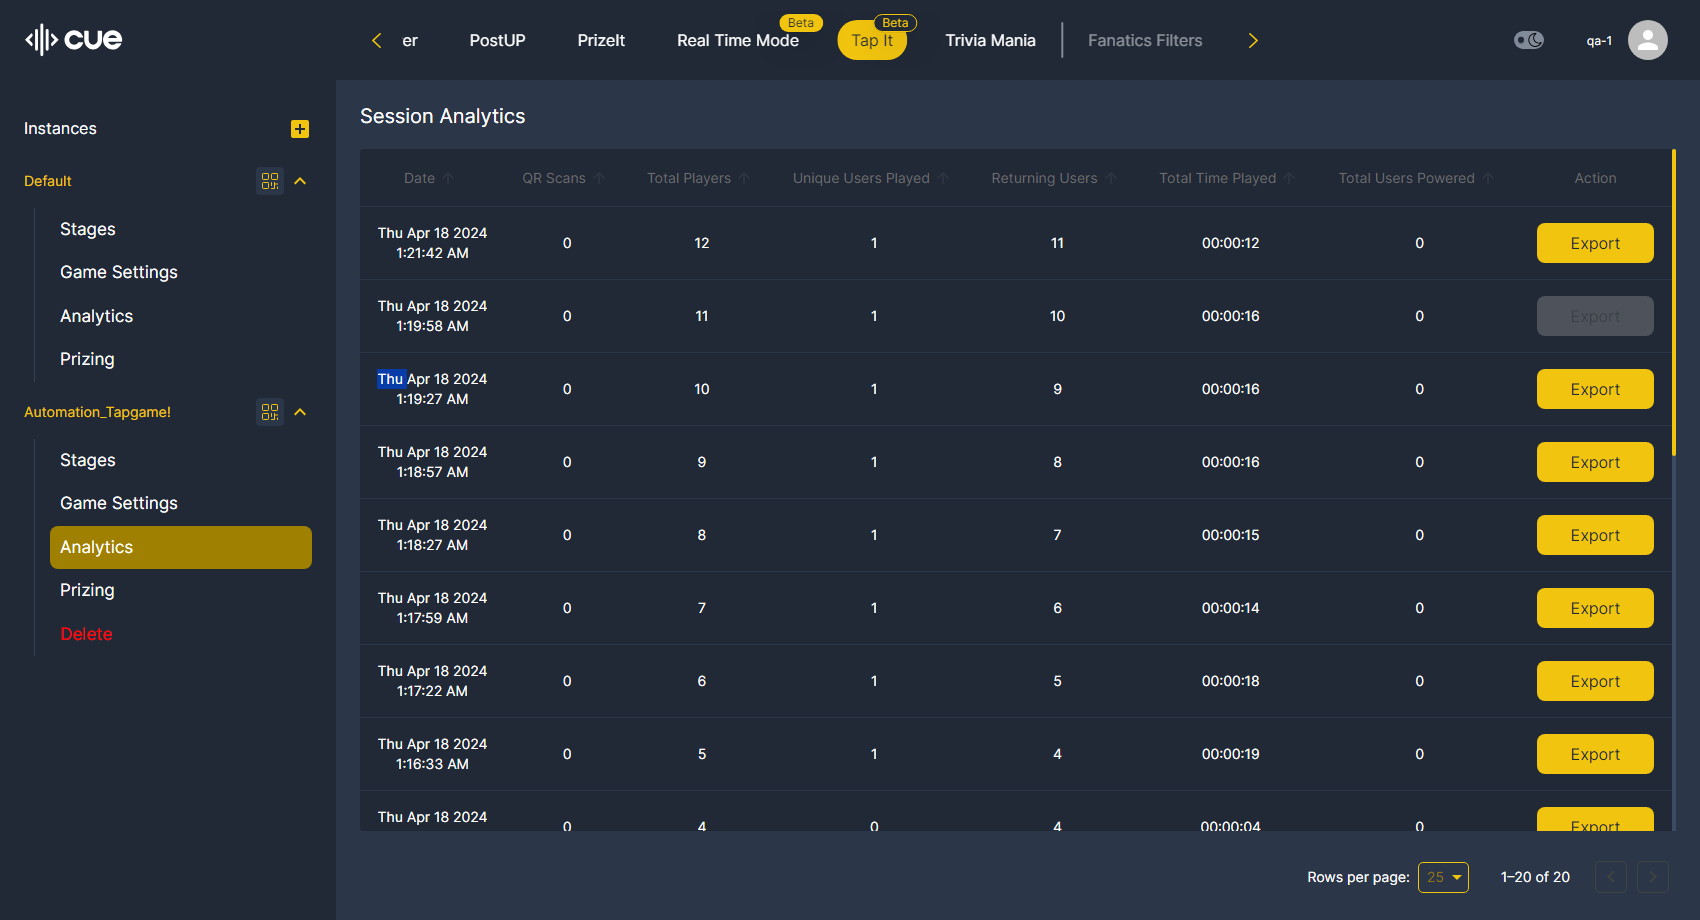 cue
er
PostUP
PrizeIt
Real Time Mode
Beta
Tap It
Beta
Trivia Mania
Fanatics Filters
qa-1
Instances
Default
Stages
Game Settings
Analytics
Prizing
Automation_Tapgame!
Stages
Game Settings
Analytics
Prizing
Delete
Session Analytics
Date QR Scans Total Players Unique Users Played Returning Users Total Time Played Total Users Powered Action
Thu Apr 18 2024
1:21:42 AM
0 12 1 11 00:00:12 0 Export
Thu Apr 18 2024
1:19:58 AM
0 11 1 10 00:00:16 0 Export
Thu Apr 18 2024
1:19:27 AM
0 10 1 9 00:00:16 0 Export
Thu Apr 18 2024
1:18:57 AM
0 9 1 8 00:00:16 0 Export
Thu Apr 18 2024
1:18:27 AM
0 8 1 7 00:00:15 0 Export
Thu Apr 18 2024
1:17:59 AM
0 7 1 6 00:00:14 0 Export
Thu Apr 18 2024
1:17:22 AM
0 6 1 5 00:00:18 0 Export
Thu Apr 18 2024
1:16:33 AM
0 5 1 4 00:00:19 0 Export
Thu Apr 18 2024
0 4 0 4 00:00:04 0 Export
Rows per page: 25 1–20 of 20